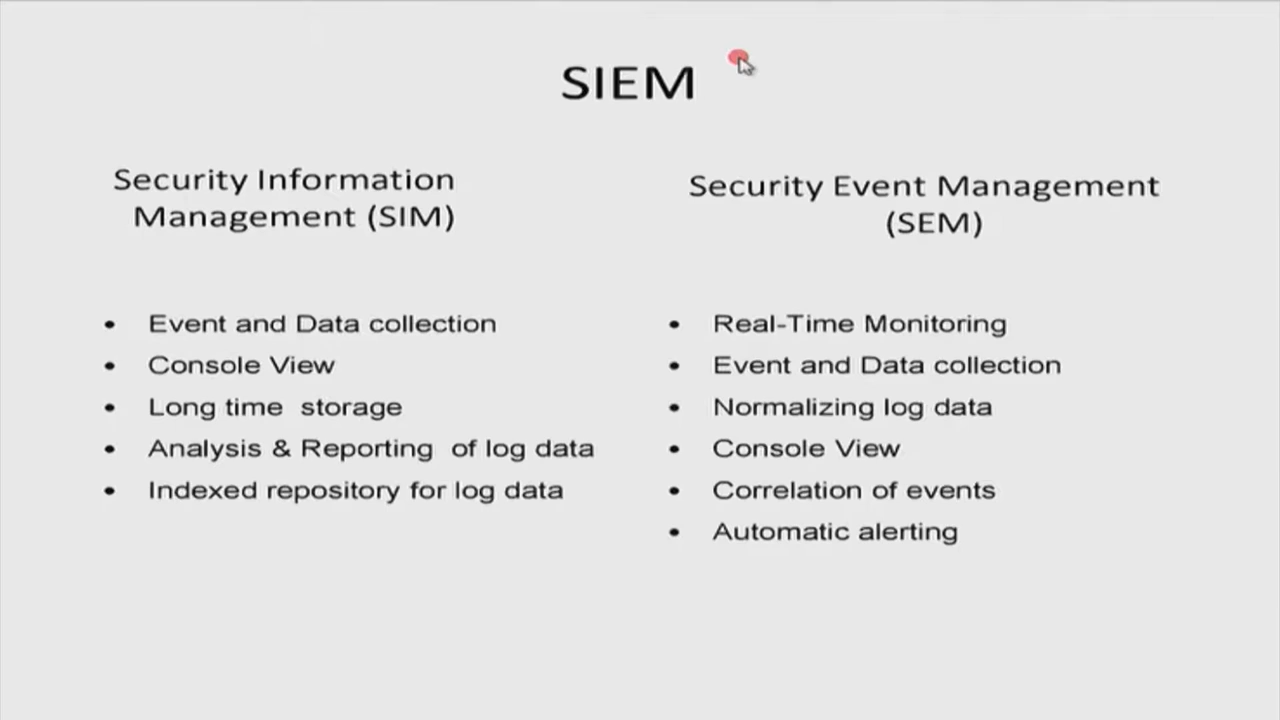 SIEM
Security Information
Management (SIM)
• Event and Data collection
• Console View
• Long time storage
• Analysis & Reporting of log data
• Indexed repository for log data
Security Event Management
(SEM)
• Real-Time Monitoring
• Event and Data collection
• Normalizing log data
• Console View
• Correlation of events
• Automatic alerting